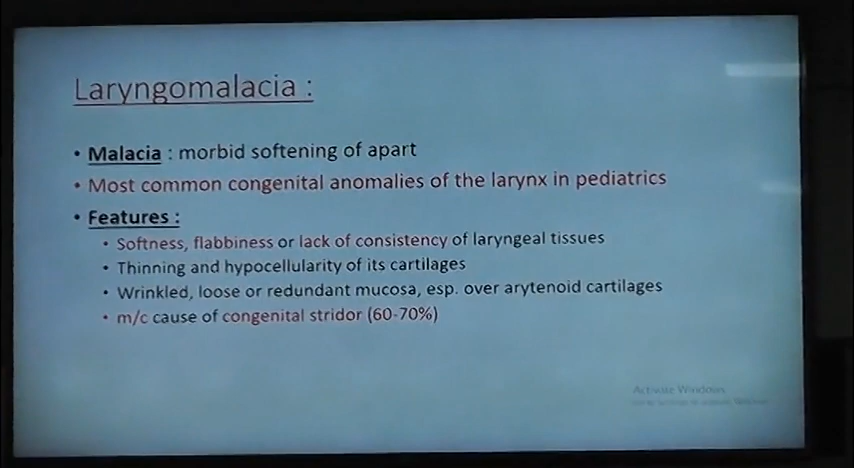 Laryngomalacia :
• Malacia : morbid softening of apart
• Most common congenital anomalies of the larynx in pediatrics
• Features :
• Softness, flabbiness or lack of consistency of laryngeal tissues
• Thinning and hypocellularity of its cartilages
• Wrinkled, loose or redundant mucosa, esp. over arytenoid cartilages
• m/c cause of congenital stridor (60-70%)
Activate Windows